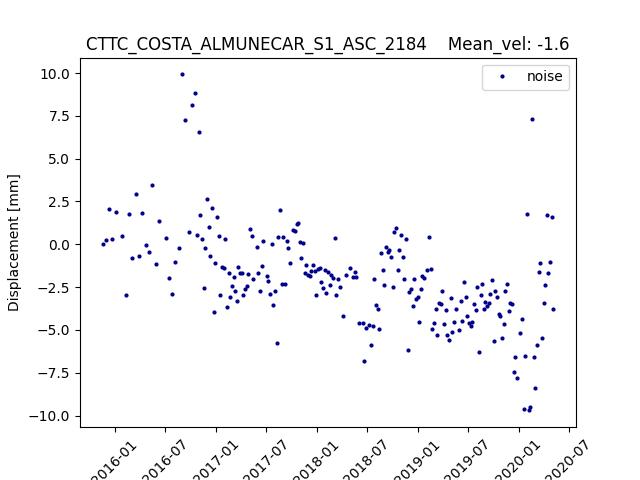 CTTC_COSTA_ALMUNECAR_S1_ASC_2184 Mean_vel: -1.6
noise
Displacement [mm]
10.0
7.5
5.0
2.5
0.0
−2.5
−5.0
−7.5
−10.0
2016-01 2016-07 2017-01 2017-07 2018-01 2018-07 2019-01 2019-07 2020-01 2020-07